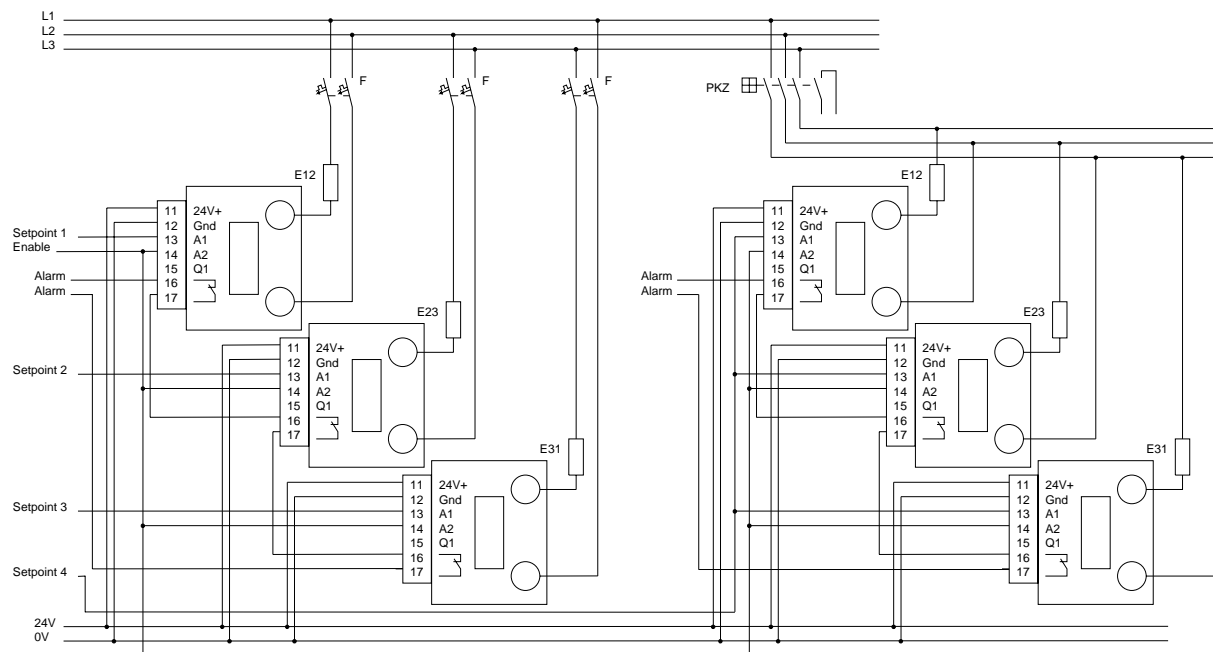 L1
L2
L3
F
F
F
PKZ
E12
11 24V+
12 Gnd
13 A1
14 A2
15 Q1
16
17
Setpoint 1
Enable
Alarm
Alarm
E23
11 24V+
12 Gnd
13 A1
14 A2
15 Q1
16
17
Setpoint 2
E31
11 24V+
12 Gnd
13 A1
14 A2
15 Q1
16
17
Setpoint 3
Setpoint 4
24V
0V
E12
11 24V+
12 Gnd
13 A1
14 A2
15 Q1
16
17
Alarm
Alarm
E23
11 24V+
12 Gnd
13 A1
14 A2
15 Q1
16
17
E31
11 24V+
12 Gnd
13 A1
14 A2
15 Q1
16
17